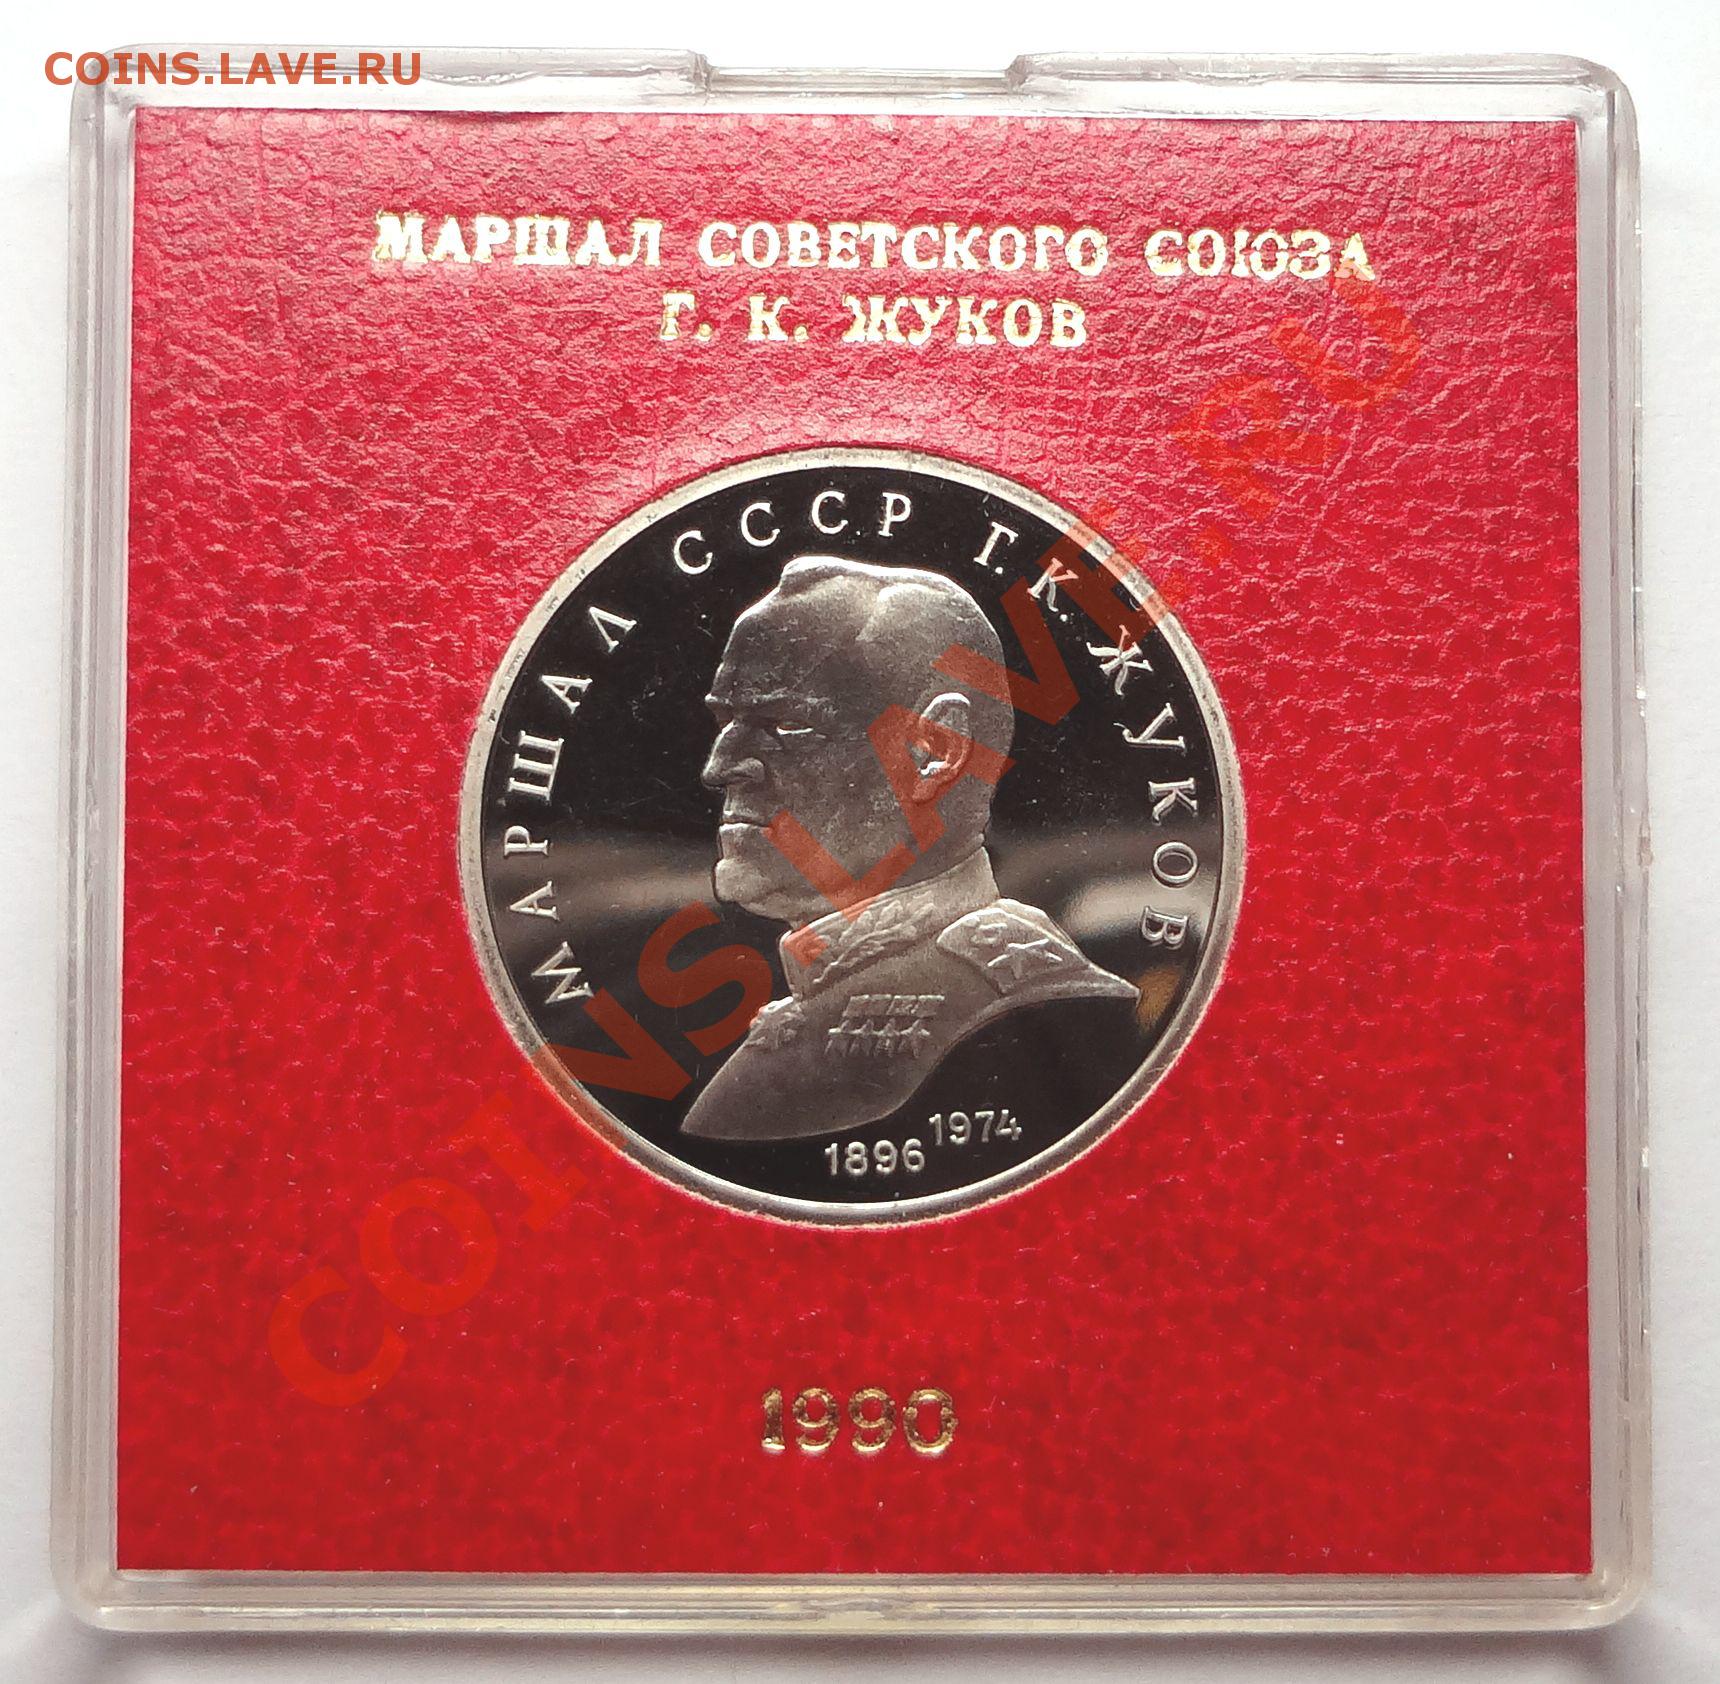 COINS.LAVE.RU
МАРШАЛ СОВЕТСКОГО СОЮЗА
Г. К. ЖУКОВ
МАРШАЛ СССР Г. К. ЖУКОВ
1896 1974
1990
COINS.LAVE.RU